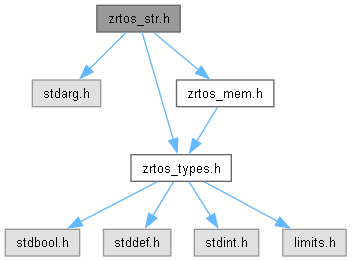 zrtos_str.h
stdarg.h
zrtos_mem.h
zrtos_types.h
stdbool.h
stddef.h
stdint.h
limits.h